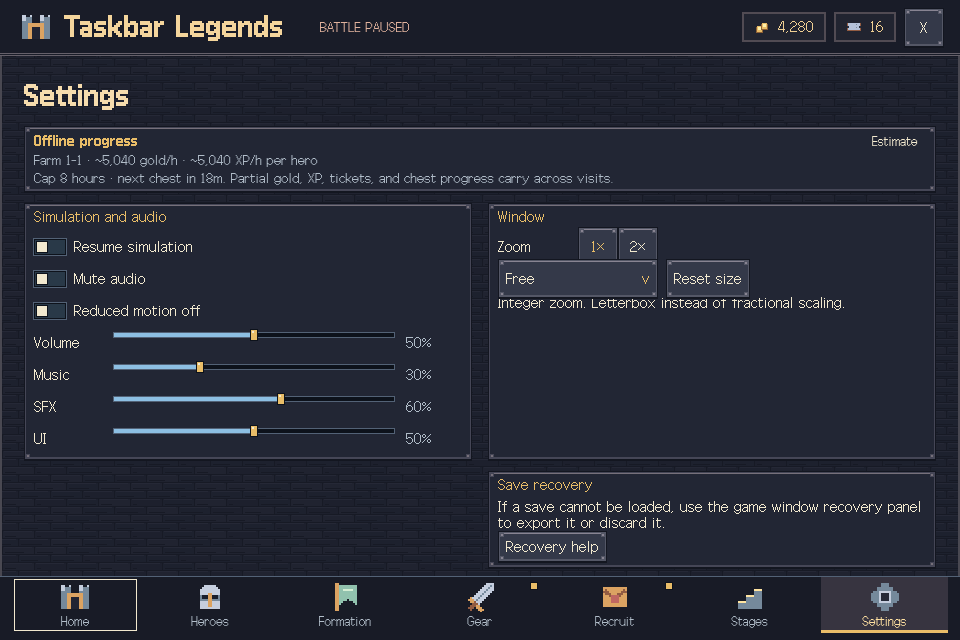 Taskbar Legends
BATTLE PAUSED
4,280
16
X
Settings
Offline progress
Estimate
Farm 1-1 · ~5,040 gold/h · ~5,040 XP/h per hero
Cap 8 hours · next chest in 18m. Partial gold, XP, tickets, and chest progress carry across visits.
Simulation and audio
Resume simulation
Mute audio
Reduced motion off
Volume 50%
Music 30%
SFX 60%
UI 50%
Window
Zoom 1× 2×
Free v Reset size
Integer zoom. Letterbox instead of fractional scaling.
Save recovery
If a save cannot be loaded, use the game window recovery panel
to export it or discard it.
Recovery help
Home Heroes Formation Gear Recruit Stages Settings